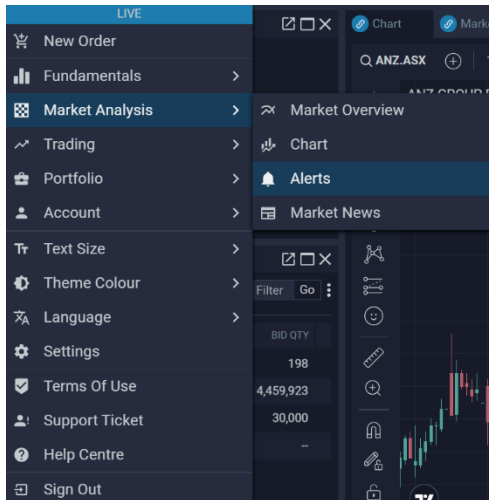 LIVE
New Order
Fundamentals
Market Analysis
Trading
Portfolio
Account
Text Size
Theme Colour
Language
Settings
Terms Of Use
Support Ticket
Help Centre
Sign Out
Market Overview
Chart
Alerts
Market News
Chart
ANZ.ASX
Filter Go
BID QTY
198
4,459,923
30,000
--